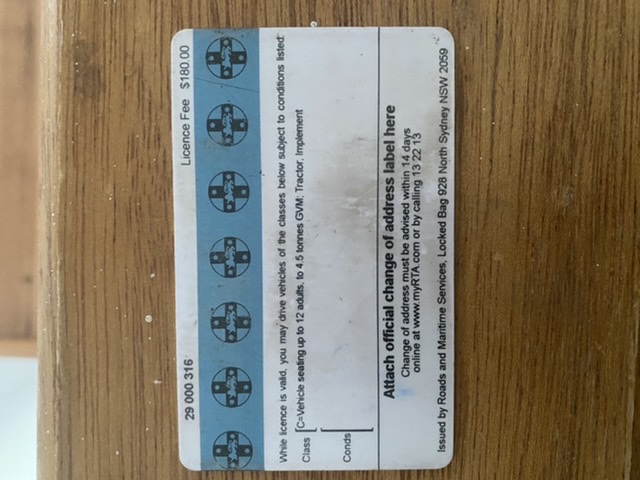 29 000 316 Licence Fee $180.00
While licence is valid, you may drive vehicles of the classes below subject to conditions listed:
Class C=Vehicle seating up to 12 adults, to 4.5 tonnes GVM; Tractor, Implement
Conds
Attach official change of address label here
Change of address must be advised within 14 days
online at www.myRTA.com or by calling 13 22 13
Issued by Roads and Maritime Services, Locked Bag 928 North Sydney NSW 2059